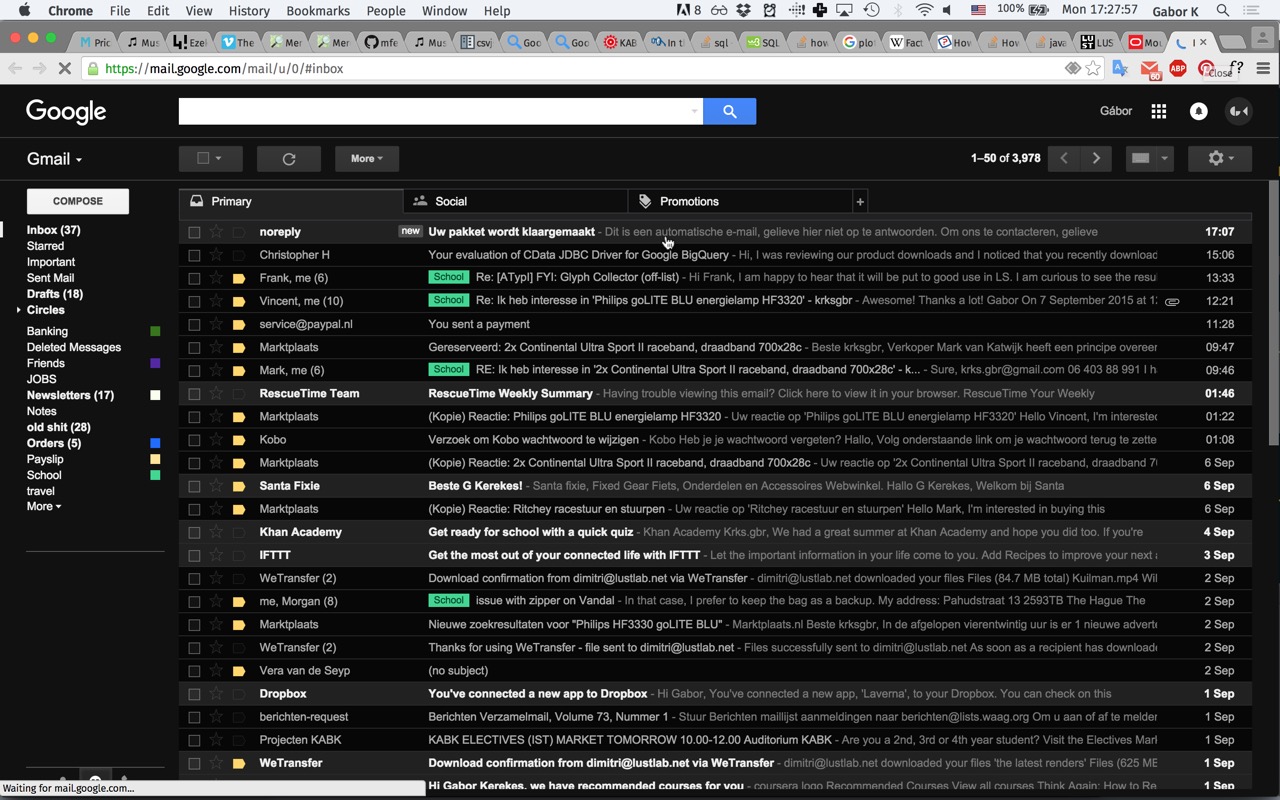 Chrome File Edit View History Bookmarks People Window Help 8 100% Mon 17:27:57 Gabor K
Pric Mus Ezel The Mer Mer mfe Mus csvj Goo Goo KAB In t sql SQL how plo Fact How How java LUS Mou
https://mail.google.com/mail/u/0/#inbox 60 ABP f?
Close
Google Gábor
Gmail More 1–50 of 3,978
COMPOSE
Inbox (37)
Starred
Important
Sent Mail
Drafts (18)
Circles
Banking
Deleted Messages
Friends
JOBS
Newsletters (17)
Notes
old shit (28)
Orders (5)
Payslip
School
travel
More
Primary Social Promotions +
noreply new Uw pakket wordt klaargemaakt - Dit is een automatische e-mail, gelieve hier niet op te antwoorden. Om ons te contacteren, gelieve 17:07
Christopher H Your evaluation of CData JDBC Driver for Google BigQuery - Hi, I was reviewing our product downloads and I noticed that you recently download 15:06
Frank, me (6) School Re: [ATypI] FYI: Glyph Collector (off-list) - Hi Frank, I am happy to hear that it will be put to good use in LS. I am curious to see the resu 13:33
Vincent, me (10) School Re: Ik heb interesse in 'Philips goLITE BLU energielamp HF3320' - krksgbr - Awesome! Thanks a lot! Gabor On 7 September 2015 at 12: 12:21
service@paypal.nl You sent a payment 11:28
Marktplaats Gereserveerd: 2x Continental Ultra Sport II raceband, draadband 700x28c - Beste krksgbr, Verkoper Mark van Katwijk heeft een principe overeen 09:47
Mark, me (6) School RE: Ik heb interesse in '2x Continental Ultra Sport II raceband, draadband 700x28c' - k... - Sure, krks.gbr@gmail.com 06 403 88 991 I h 09:46
RescueTime Team RescueTime Weekly Summary - Having trouble viewing this email? Click here to view it in your browser. RescueTime Your Weekly 01:46
Marktplaats (Kopie) Reactie: Philips goLITE BLU energielamp HF3320 - Uw reactie op 'Philips goLITE BLU energielamp HF3320' Hello Vincent, I'm interested 01:22
Kobo Verzoek om Kobo wachtwoord te wijzigen - Kobo Heb je je wachtwoord vergeten? Hallo, Volg onderstaande link om je wachtwoord terug te zette 01:08
Marktplaats (Kopie) Reactie: 2x Continental Ultra Sport II raceband, draadband 700x28c - Uw reactie op '2x Continental Ultra Sport II raceband, draadband 6 Sep
Santa Fixie Beste G Kerekes! - Santa fixie, Fixed Gear Fiets, Onderdelen en Accessoires Webwinkel. Hallo G Kerekes, Welkom bij Santa 6 Sep
Marktplaats (Kopie) Reactie: Ritchey racestuur en stuurpen - Uw reactie op 'Ritchey racestuur en stuurpen' Hello Mark, I'm interested in buying this 6 Sep
Khan Academy Get ready for school with a quick quiz - Khan Academy Krks.gbr, We had a great summer at Khan Academy and hope you did too. If you're 4 Sep
IFTTT Get the most out of your connected life with IFTTT - Let the important information in your life come to you. Add Recipes to improve your next 3 Sep
WeTransfer (2) Download confirmation from dimitri@lustlab.net via WeTransfer - dimitri@lustlab.net downloaded your files Files (84.7 MB total) Kuilman.mp4 Wil 2 Sep
me, Morgan (8) School issue with zipper on Vandal - In that case, I prefer to keep the bag as a backup. My address: Pahudstraat 13 2593TB The Hague The 2 Sep
Marktplaats Nieuwe zoekresultaten voor "Philips HF3330 goLITE BLU" - Marktplaats.nl Beste krksgbr, In de afgelopen vierentwintig uur is er 1 nieuwe adverte 2 Sep
WeTransfer (2) Thanks for using WeTransfer - file sent to dimitri@lustlab.net - Files successfully sent to dimitri@lustlab.net As soon as a recipient has downloade 2 Sep
Vera van de Seyp (no subject) 2 Sep
Dropbox You've connected a new app to Dropbox - Hi Gabor, You've connected a new app, 'Laverna', to your Dropbox. You can check on this 1 Sep
berichten-request Berichten Verzamelmail, Volume 73, Nummer 1 - Stuur Berichten maillijst aanmeldingen naar berichten@lists.waag.org Om u aan of af te melder 1 Sep
Projecten KABK KABK ELECTIVES (IST) MARKET TOMORROW 10.00-12.00 Auditorium KABK - Are you a 2nd, 3rd or 4th year student? Visit the Electives Mark 1 Sep
WeTransfer Download confirmation from dimitri@lustlab.net via WeTransfer - dimitri@lustlab.net downloaded your files 'the latest renders' Files (625 MB 1 Sep
Hi Gabor Kerekes, we have recommended courses for you - coursera logo Recommended Courses View all courses Think Again: How to Re 1 Sep
Waiting for mail.google.com...